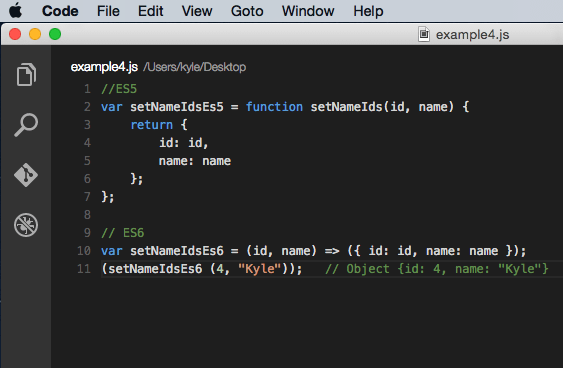 Code File Edit View Goto Window Help
example4.js
example4.js /Users/kyle/Desktop
1 //ES5
2 var setNameIdsEs5 = function setNameIds(id, name) {
3     return {
4         id: id,
5         name: name
6     };
7 };
8
9 // ES6
10 var setNameIdsEs6 = (id, name) => ({ id: id, name: name });
11 (setNameIdsEs6 (4, "Kyle"));   // Object {id: 4, name: "Kyle"}